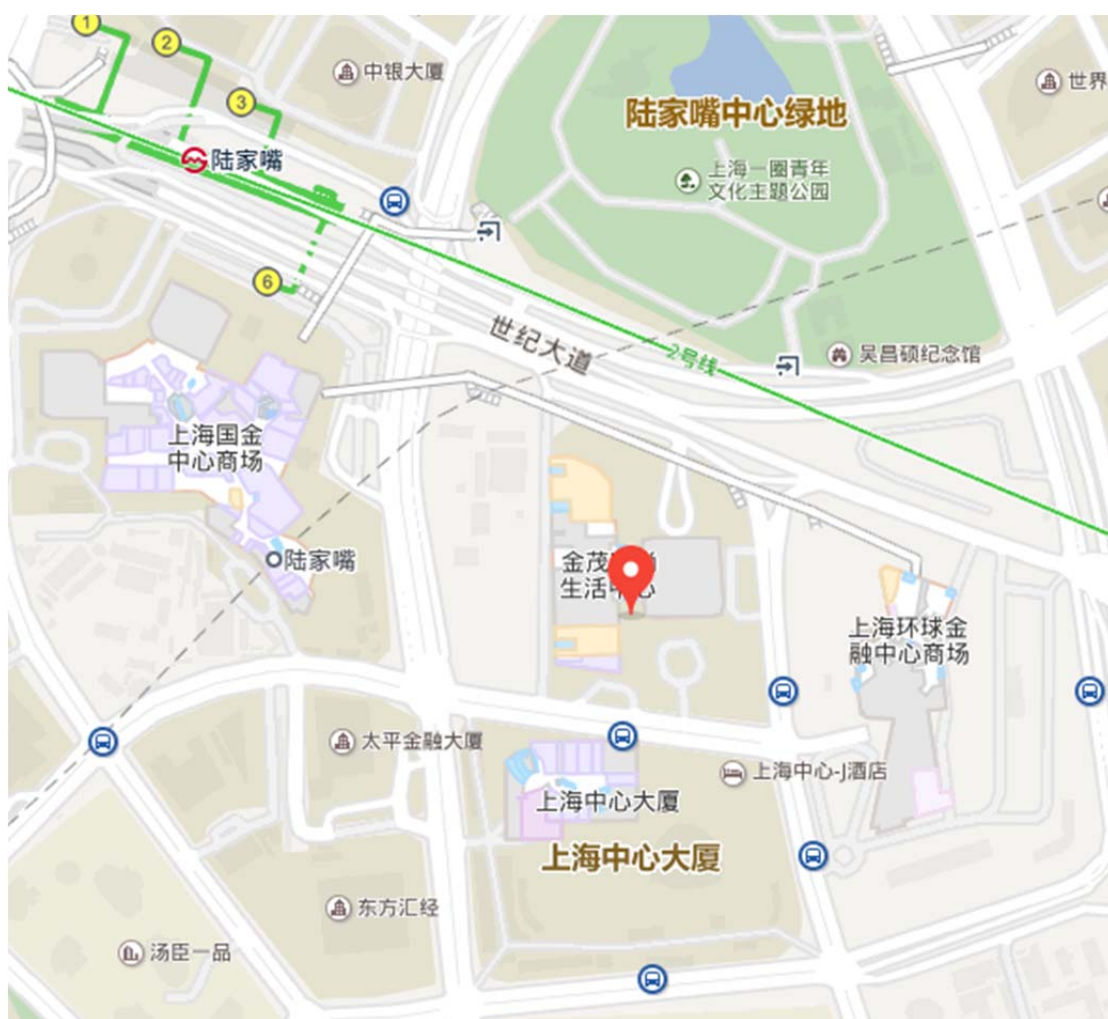 1
2
3
中银大厦
陆家嘴中心绿地
世界
上海一圈青年
文化主题公园
陆家嘴
6
世纪大道
2号线
吴昌硕纪念馆
上海国金
中心商场
陆家嘴
金茂
生活中心
上海环球金
融中心商场
太平金融大厦
上海中心-J酒店
上海中心大厦
上海中心大厦
东方汇经
汤臣一品